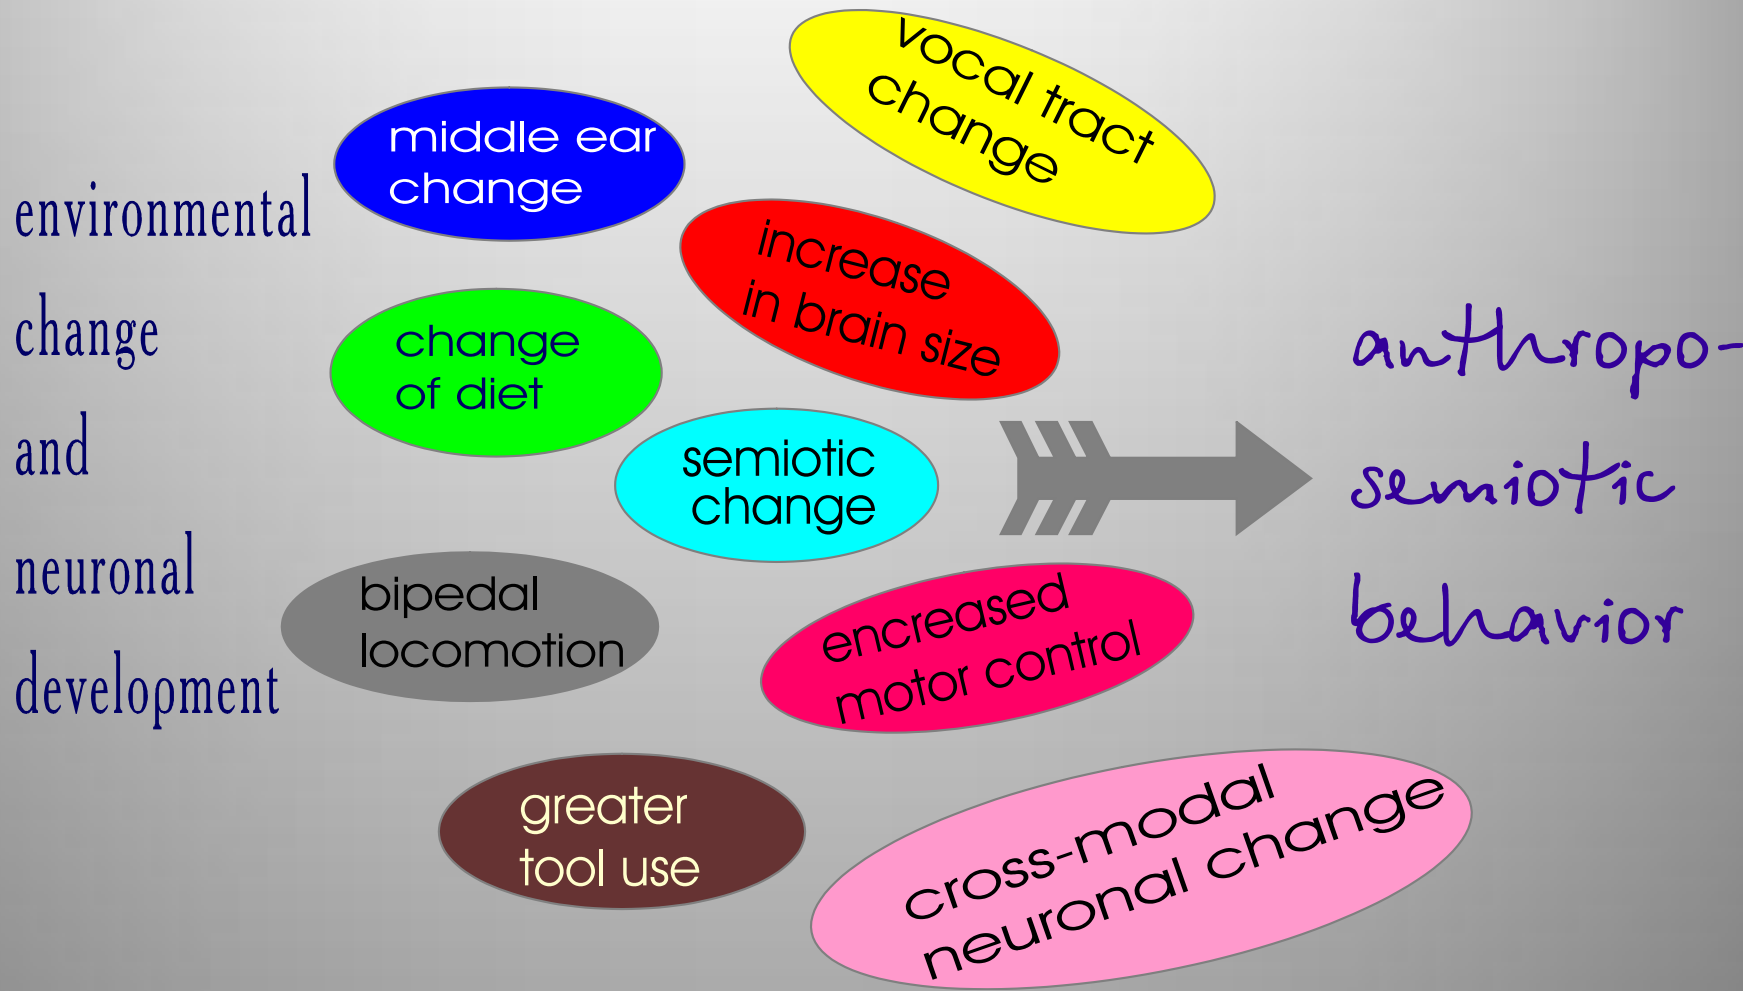 environmental
change
and
neuronal
development
middle ear
change
vocal tract
change
increase
in brain size
change
of diet
semiotic
change
bipedal
locomotion
encreased
motor control
greater
tool use
cross-modal
neuronal change
anthropo-
semiotic
behavior